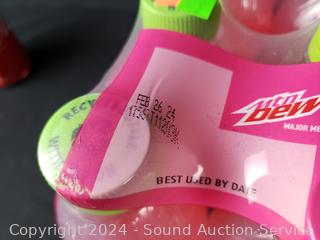 FEB 26 24
mtn
DEW
MAJOR ME
BEST USED BY DATE
Copyright © 2024 - Sound Auction Service